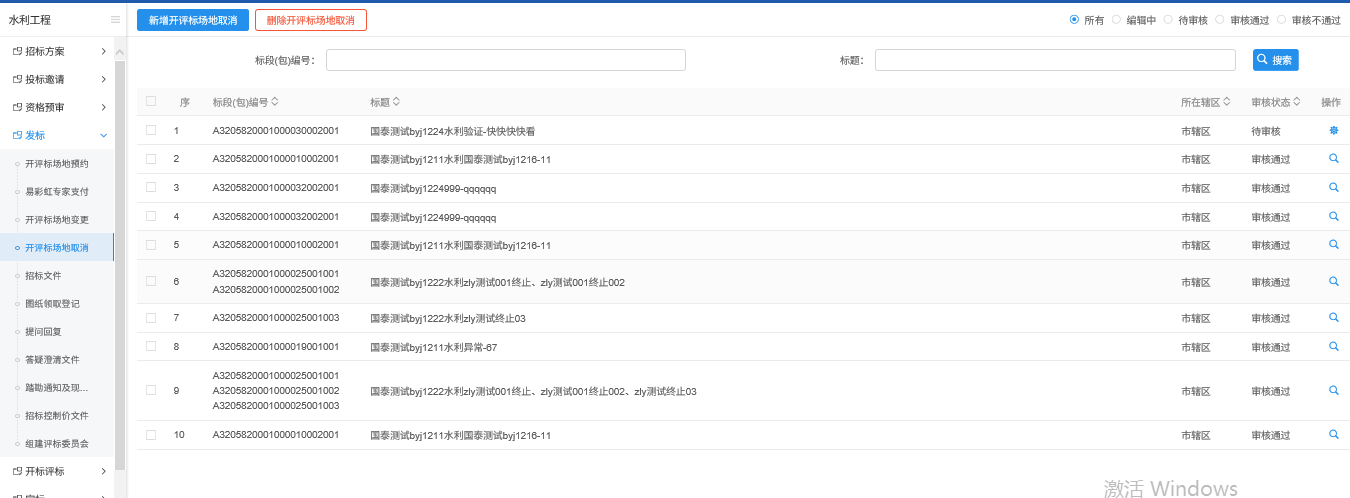 水利工程
招标方案
投标邀请
资格预审
发标
开评标场地预约
易彩虹专家支付
开评标场地变更
开评标场地取消
招标文件
图纸领取登记
提问回复
答疑澄清文件
踏勘通知及现...
招标控制价文件
组建评标委员会
开标评标
新增开评标场地取消 删除开评标场地取消 所有 编辑中 待审核 审核通过 审核不通过
标段(包)编号： 标题： 搜索
序 标段(包)编号 标题 所在辖区 审核状态 操作
1 A3205820001000030002001 国泰测试byj1224水利验证-快快快快看 市辖区 待审核
2 A3205820001000010002001 国泰测试byj1211水利国泰测试byj1216-11 市辖区 审核通过
3 A3205820001000032002001 国泰测试byj1224999-qqqqqq 市辖区 审核通过
4 A3205820001000032002001 国泰测试byj1224999-qqqqqq 市辖区 审核通过
5 A3205820001000010002001 国泰测试byj1211水利国泰测试byj1216-11 市辖区 审核通过
6 A3205820001000025001001
A3205820001000025001002 国泰测试byj1222水利zly测试001终止、zly测试001终止002 市辖区 审核通过
7 A3205820001000025001003 国泰测试byj1222水利zly测试终止03 市辖区 审核通过
8 A3205820001000019001001 国泰测试byj1211水利异常-67 市辖区 审核通过
9 A3205820001000025001001
A3205820001000025001002
A3205820001000025001003 国泰测试byj1222水利zly测试001终止、zly测试001终止002、zly测试终止03 市辖区 审核通过
10 A3205820001000010002001 国泰测试byj1211水利国泰测试byj1216-11 市辖区 审核通过
激活 Windows